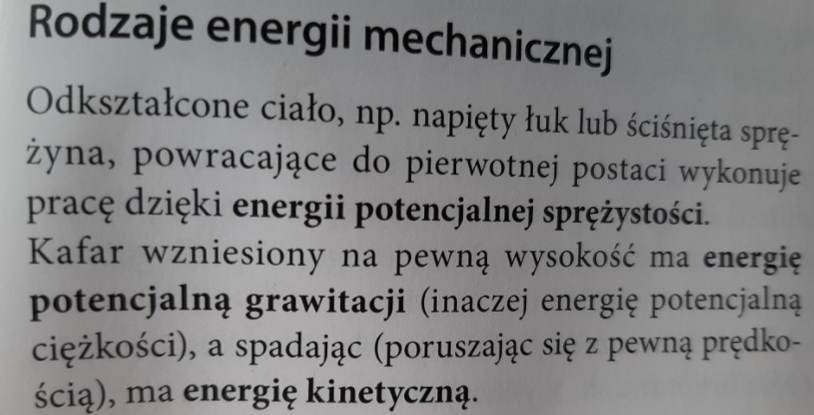 Rodzaje energii mechanicznej
Odkształcone ciało, np. napięty łuk lub ściśnięta sprę-
żyna, powracające do pierwotnej postaci wykonuje
pracę dzięki energii potencjalnej sprężystości.
Kafar wzniesiony na pewną wysokość ma energię
potencjalną grawitacji (inaczej energię potencjalną
ciężkości), a spadając (poruszając się z pewną prędko-
ścią), ma energię kinetyczną.